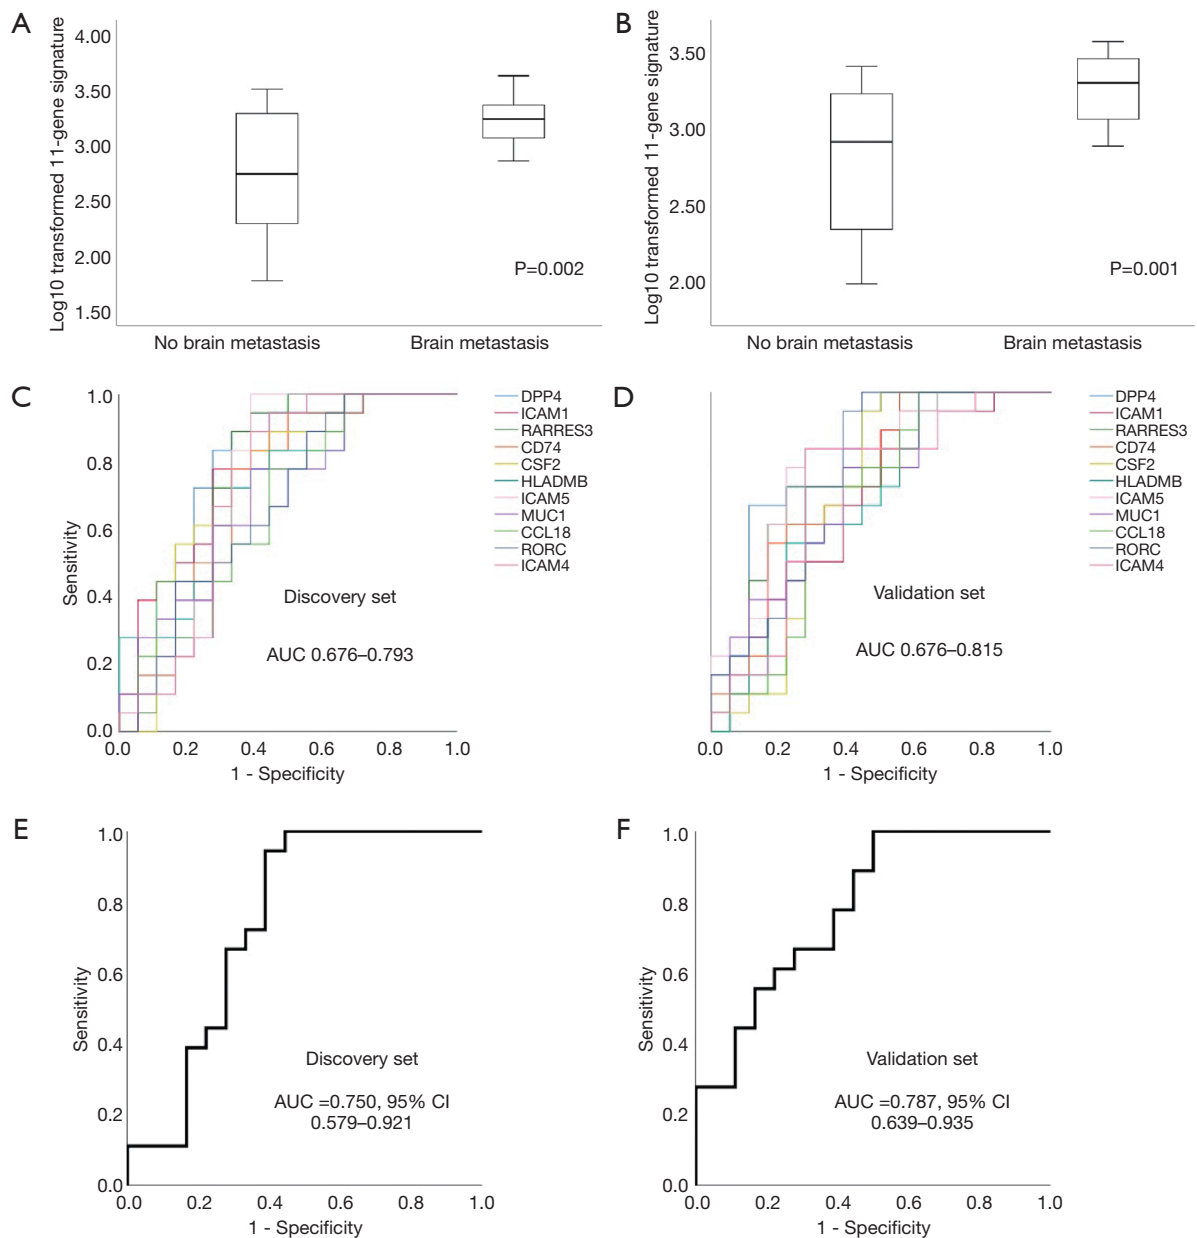 A
Log10 transformed 11-gene signature
4.00
3.50
3.00
2.50
2.00
1.50
P=0.002
No brain metastasis
Brain metastasis
B
Log10 transformed 11-gene signature
3.50
3.00
2.50
2.00
P=0.001
No brain metastasis
Brain metastasis
C
Sensitivity
1.0
0.8
0.6
0.4
0.2
0.0
Discovery set
AUC 0.676–0.793
0.0 0.2 0.4 0.6 0.8 1.0
1 - Specificity
DPP4
ICAM1
RARRES3
CD74
CSF2
HLADMB
ICAM5
MUC1
CCL18
RORC
ICAM4
D
Validation set
AUC 0.676–0.815
0.0 0.2 0.4 0.6 0.8 1.0
1 - Specificity
DPP4
ICAM1
RARRES3
CD74
CSF2
HLADMB
ICAM5
MUC1
CCL18
RORC
ICAM4
E
Sensitivity
1.0
0.8
0.6
0.4
0.2
0.0
Discovery set
AUC =0.750, 95% CI
0.579–0.921
0.0 0.2 0.4 0.6 0.8 1.0
1 - Specificity
F
Sensitivity
1.0
0.8
0.6
0.4
0.2
0.0
Validation set
AUC =0.787, 95% CI
0.639–0.935
0.0 0.2 0.4 0.6 0.8 1.0
1 - Specificity